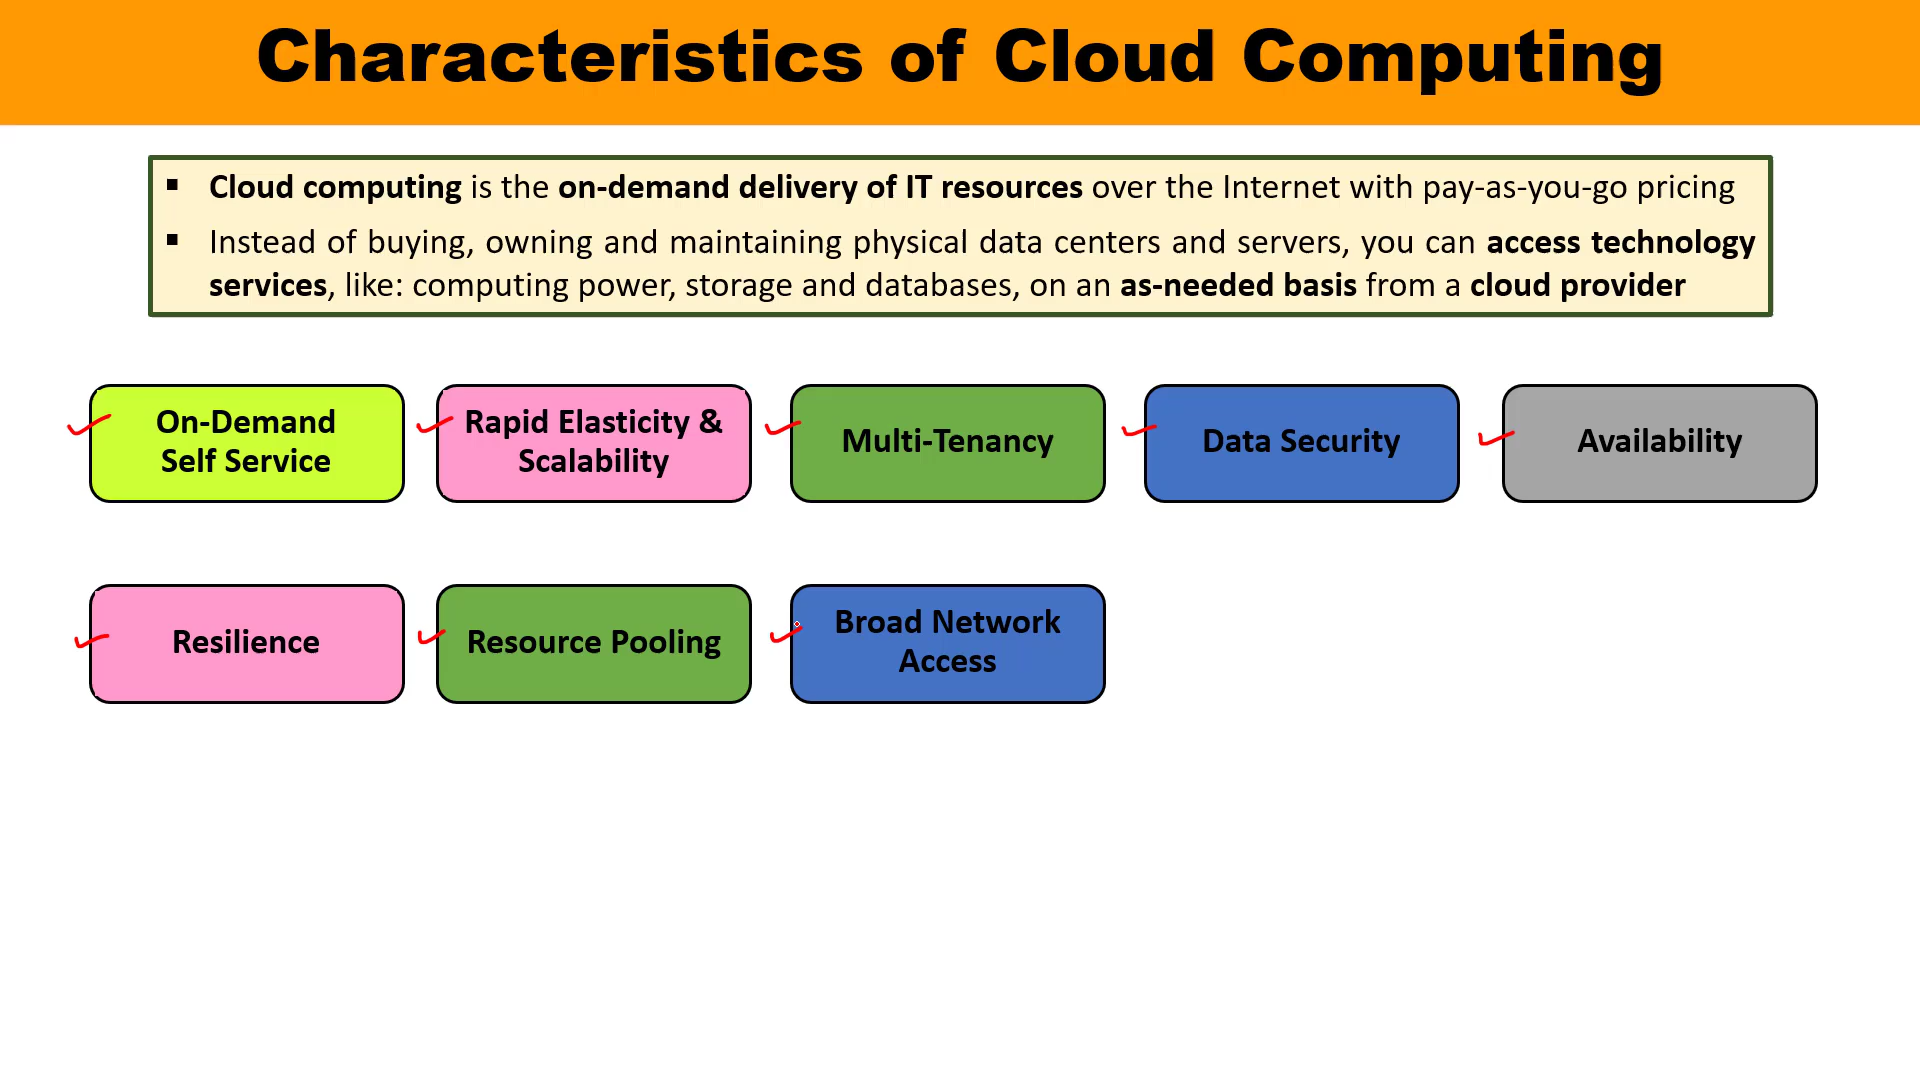 Characteristics of Cloud Computing
▪ Cloud computing is the on-demand delivery of IT resources over the Internet with pay-as-you-go pricing
▪ Instead of buying, owning and maintaining physical data centers and servers, you can access technology
services, like: computing power, storage and databases, on an as-needed basis from a cloud provider
On-Demand
Self Service
Rapid Elasticity &
Scalability
Multi-Tenancy
Data Security
Availability
Resilience
Resource Pooling
Broad Network
Access